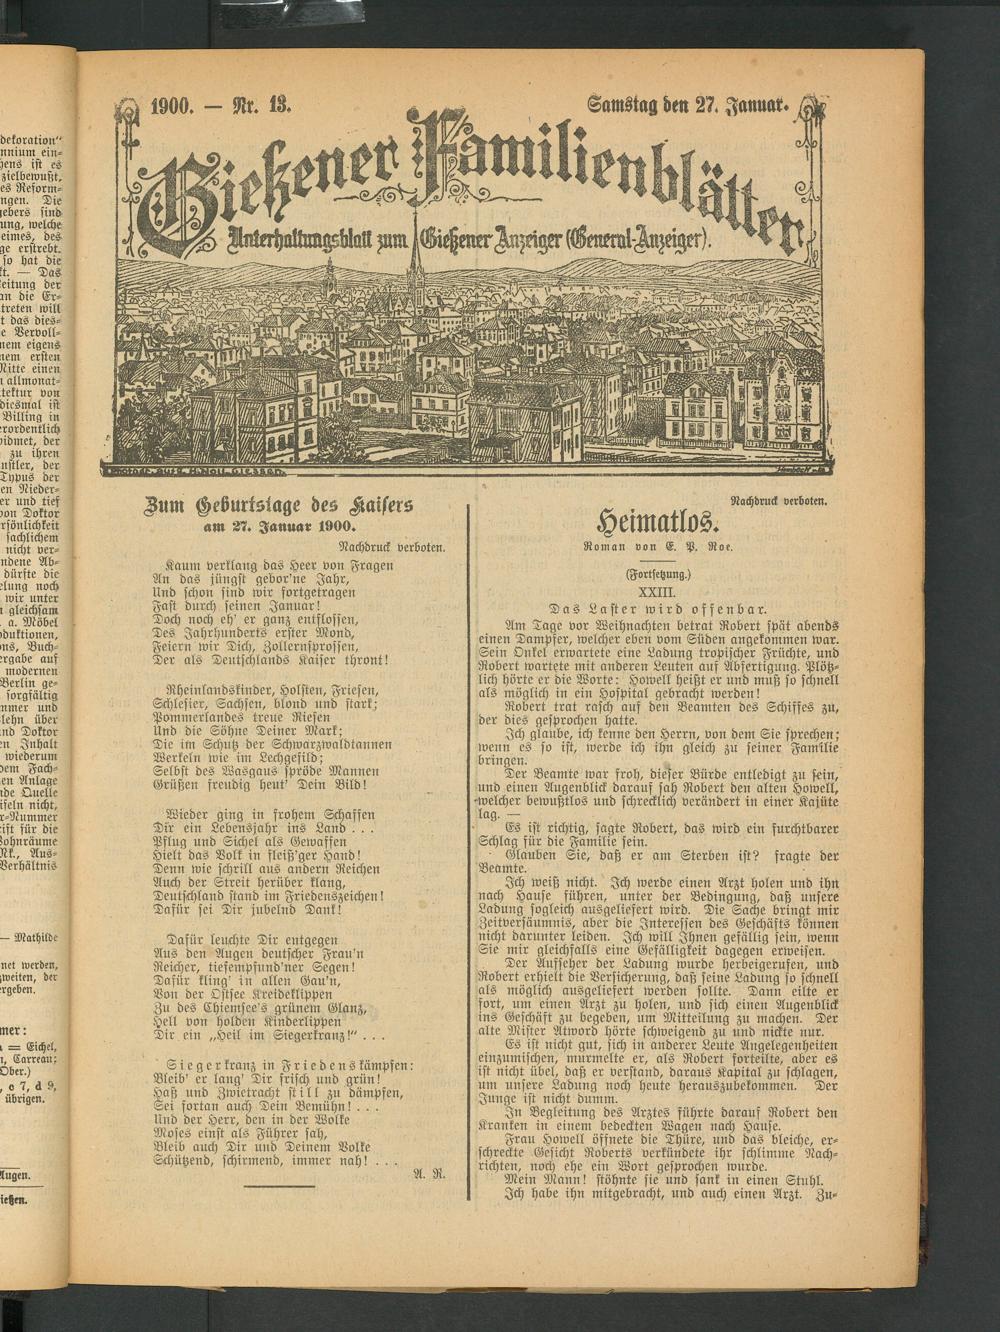 1900. — Nr. 13.
Samstag den 27. Januar.
Gießener Familienblätter
Unterhaltungsblatt zum Gießener Anzeiger (General-Anzeiger).
Zum Geburtstage des Kaisers
am 27. Januar 1900.
Nachdruck verboten.
Kaum verklang das Heer von Fragen
An das jüngst gebor'ne Jahr,
Und schon sind wir fortgetragen
Fast durch seinen Januar!
Doch noch eh' er ganz entflossen,
Des Jahrhunderts erster Mond,
Feiern wir Dich, Zollernsprossen,
Der als Deutschlands Kaiser thront!
Rheinlandskinder, Holsten, Friesen,
Schlesier, Sachsen, blond und stark;
Pommerlandes treue Riesen
Und die Söhne Deiner Mark;
Die im Schutz der Schwarzwaldtannen
Werkeln wie im Lechgefild;
Selbst des Wasgaus spröde Mannen
Grüßen freudig heut' Dein Bild!
Wieder ging in frohem Schaffen
Dir ein Lebensjahr ins Land . . .
Pflug und Sichel als Gewaffen
Hielt das Volk in fleiß'ger Hand!
Denn wie schrill aus andern Reichen
Auch der Streit herüber klang,
Deutschland stand im Friedenszeichen!
Dafür sei Dir jubelnd Dank!
Dafür leuchte Dir entgegen
Aus den Augen deutscher Frau'n
Reicher, tiefempfund'ner Segen!
Dafür kling' in allen Gau'n,
Von der Ostsee Kreideklippen
Zu des Chiemsee's grünem Glanz,
Hell von holden Kinderlippen
Dir ein „Heil im Siegerkranz!" . . .
Siegerkranz in Friedenskämpfen:
Bleib' er lang' Dir frisch und grün!
Haß und Zwietracht still zu dämpfen,
Sei fortan auch Dein Bemühn! . . .
Und der Herr, den in der Wolke
Moses einst als Führer sah,
Bleib auch Dir und Deinem Volke
Schützend, schirmend, immer nah! . . .
A. R.
Nachdruck verboten.
Heimatlos.
Roman von E. P. Roe.
(Fortsetzung.)
XXIII.
Das Laster wird offenbar.
Am Tage vor Weihnachten betrat Robert spät abends
einen Dampfer, welcher eben vom Süden angekommen war.
Sein Onkel erwartete eine Ladung tropischer Früchte, und
Robert wartete mit anderen Leuten auf Abfertigung. Plötz-
lich hörte er die Worte: Howell heißt er und muß so schnell
als möglich in ein Hospital gebracht werden!
Robert trat rasch auf den Beamten des Schiffes zu,
der dies gesprochen hatte.
Ich glaube, ich kenne den Herrn, von dem Sie sprechen;
wenn es so ist, werde ich ihn gleich zu seiner Familie
bringen.
Der Beamte war froh, dieser Bürde entledigt zu sein,
und einen Augenblick darauf sah Robert den alten Howell,
welcher bewußtlos und schrecklich verändert in einer Kajüte
lag. —
Es ist richtig, sagte Robert, das wird ein furchtbarer
Schlag für die Familie sein.
Glauben Sie, daß er am Sterben ist? fragte der
Beamte.
Ich weiß nicht. Ich werde einen Arzt holen und ihn
nach Hause führen, unter der Bedingung, daß unsere
Ladung sogleich ausgeliefert wird. Die Sache bringt mir
Zeitversäumnis, aber die Interessen des Geschäfts können
nicht darunter leiden. Ich will Ihnen gefällig sein, wenn
Sie mir gleichfalls eine Gefälligkeit dagegen erweisen.
Der Aufseher der Ladung wurde herbeigerufen, und
Robert erhielt die Versicherung, daß seine Ladung so schnell
als möglich ausgeliefert werden sollte. Dann eilte er
fort, um einen Arzt zu holen, und sich einen Augenblick
ins Geschäft zu begeben, um Mitteilung zu machen. Der
alte Mister Atword hörte schweigend zu und nickte nur.
Es ist nicht gut, sich in anderer Leute Angelegenheiten
einzumischen, murmelte er, als Robert forteilte, aber es
ist nicht übel, daß er verstand, daraus Kapital zu schlagen,
um unsere Ladung noch heute herauszubekommen. Der
Junge ist nicht dumm.
In Begleitung des Arztes führte darauf Robert den
Kranken in einem bedeckten Wagen nach Hause.
Frau Howell öffnete die Thüre, und das bleiche, er-
schreckte Gesicht Roberts verkündete ihr schlimme Nach-
richten, noch ehe ein Wort gesprochen wurde.
Mein Mann! stöhnte sie und sank in einen Stuhl.
Ich habe ihn mitgebracht, und auch einen Arzt. Zu-